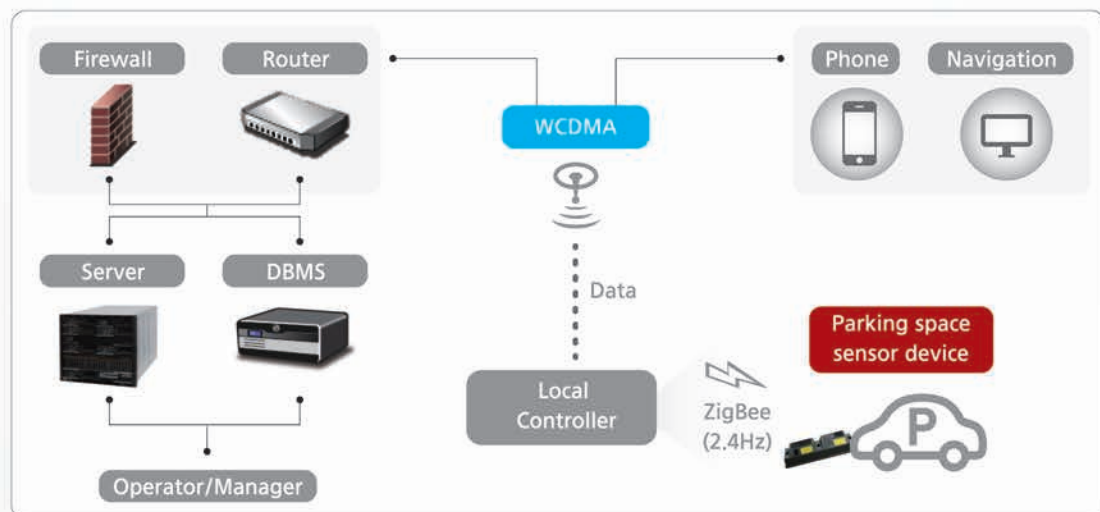 Firewall
Router
Phone
Navigation
WCDMA
Server
DBMS
Data
Parking space
sensor device
Local
Controller
ZigBee
(2.4Hz)
P
Operator/Manager